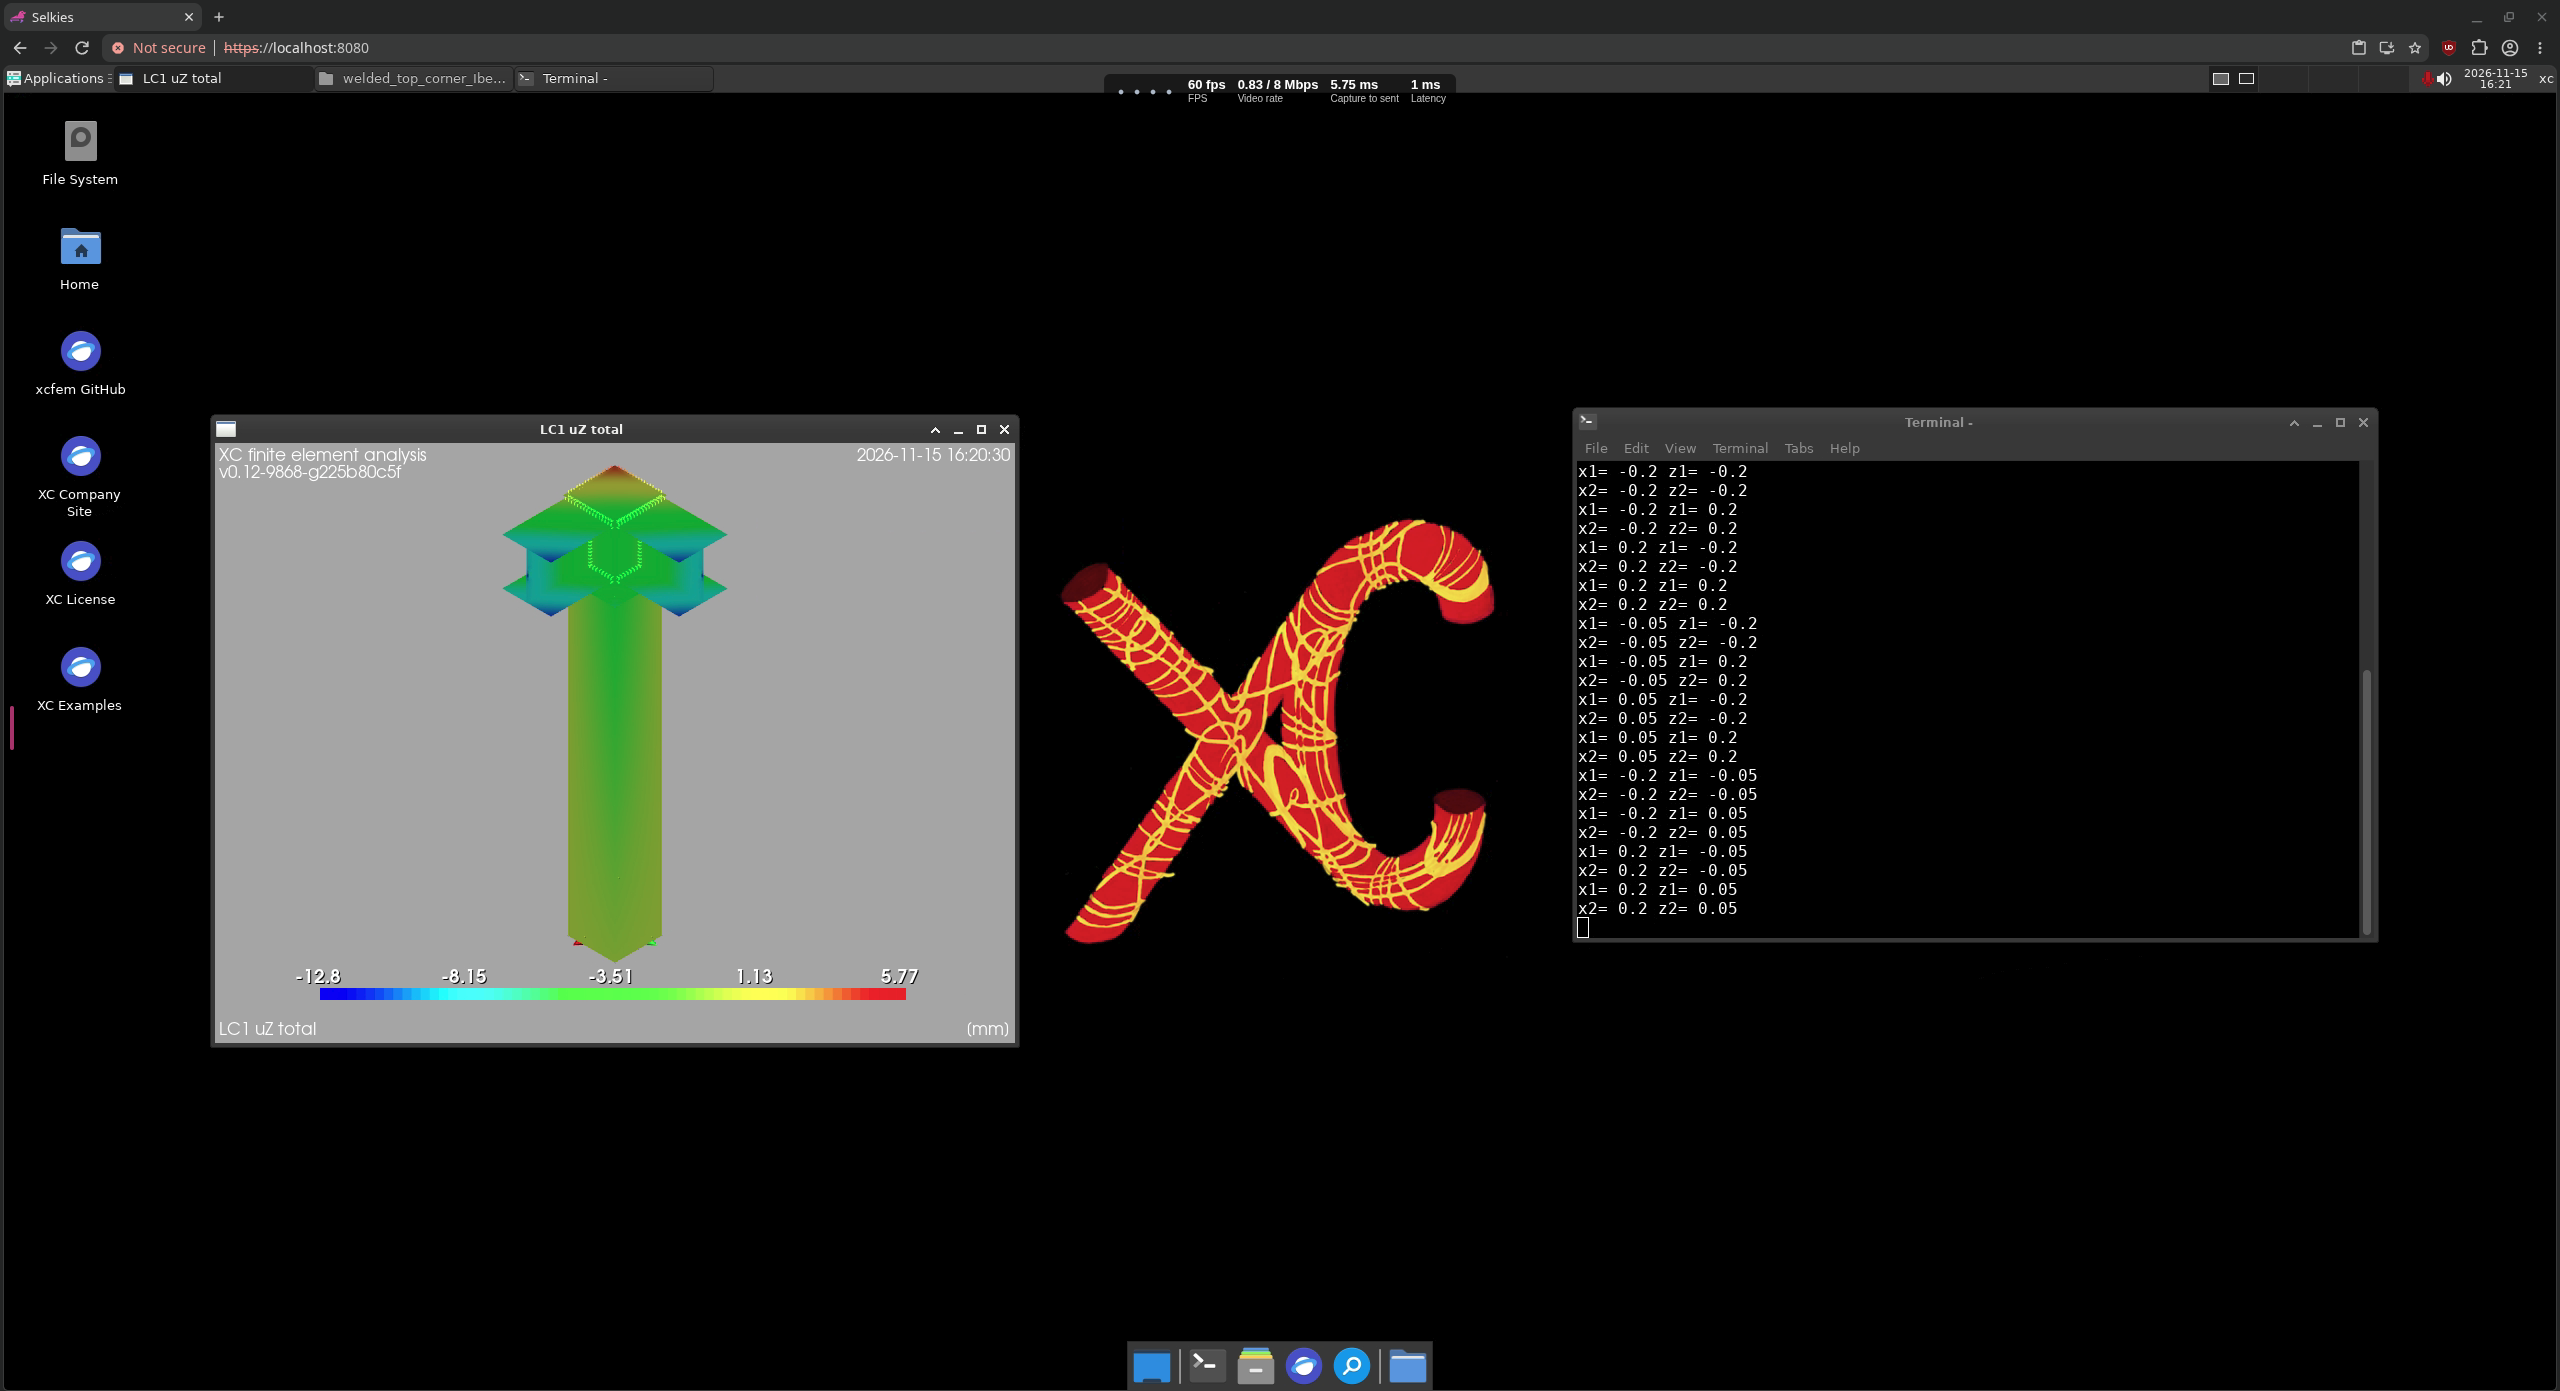 Selkies
Not secure https://localhost:8080
Applications LC1 uZ total welded_top_corner_Ibe... Terminal -
60 fps 0.83 / 8 Mbps 5.75 ms 1 ms
FPS Video rate Capture to sent Latency
2026-11-15
16:21
xc
File System
Home
xcfem GitHub
XC Company
Site
XC License
XC Examples
LC1 uZ total
XC finite element analysis 2026-11-15 16:20:30
v0.12-9868-g225b80c5f
-12.8 -8.15 -3.51 1.13 5.77
LC1 uZ total (mm)
XC
Terminal -
File Edit View Terminal Tabs Help
x1= -0.2 z1= -0.2
x2= -0.2 z2= -0.2
x1= -0.2 z1= 0.2
x2= -0.2 z2= 0.2
x1= 0.2 z1= -0.2
x2= 0.2 z2= -0.2
x1= 0.2 z1= 0.2
x2= 0.2 z2= 0.2
x1= -0.05 z1= -0.2
x2= -0.05 z2= -0.2
x1= -0.05 z1= 0.2
x2= -0.05 z2= 0.2
x1= 0.05 z1= -0.2
x2= 0.05 z2= -0.2
x1= 0.05 z1= 0.2
x2= 0.05 z2= 0.2
x1= -0.2 z1= -0.05
x2= -0.2 z2= -0.05
x1= -0.2 z1= 0.05
x2= -0.2 z2= 0.05
x1= 0.2 z1= -0.05
x2= 0.2 z2= -0.05
x1= 0.2 z1= 0.05
x2= 0.2 z2= 0.05